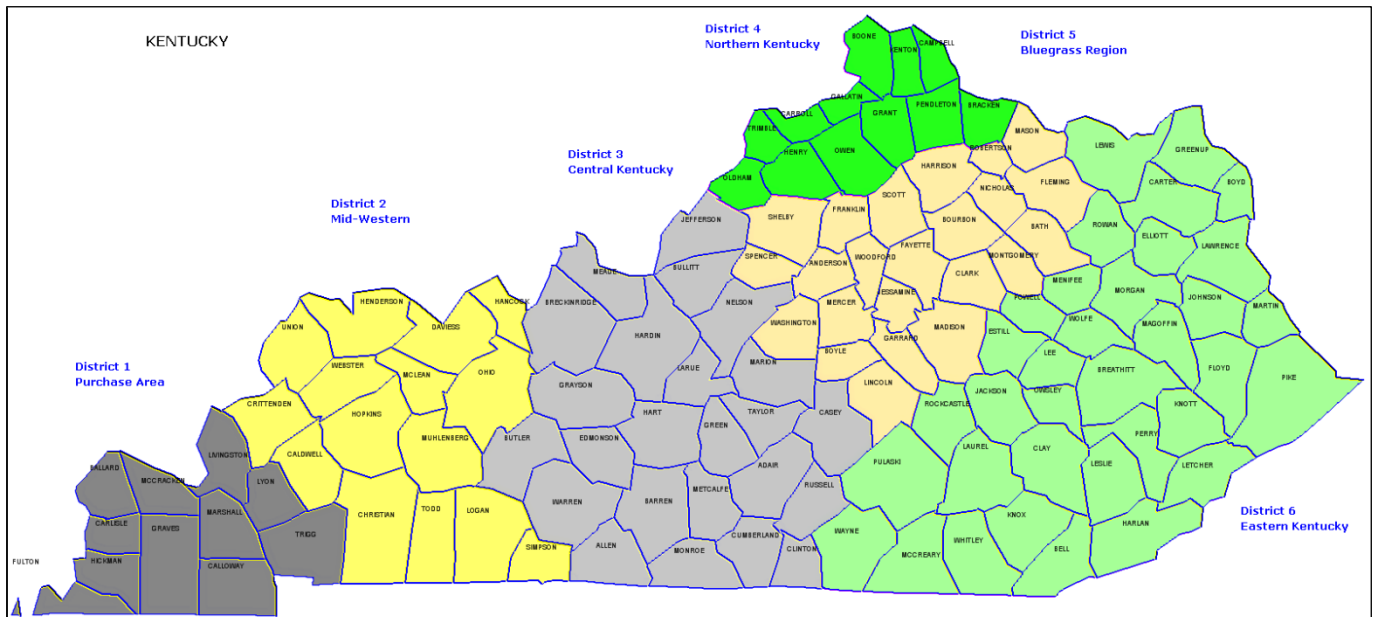 KENTUCKY
District 4
Northern Kentucky
District 5
Bluegrass Region
District 3
Central Kentucky
District 2
Mid-Western
District 1
Purchase Area
District 6
Eastern Kentucky
BOONE
KENTON
CAMPBELL
GALLATIN
CARROLL
TRIMBLE
GRANT
PENDLETON
BRACKEN
HENRY
OWEN
OLDHAM
MASON
ROBERTSON
HARRISON
LEWIS
GREENUP
CARTER
BOYD
FLEMING
NICHOLAS
SCOTT
FRANKLIN
SHELBY
JEFFERSON
BOURBON
BATH
ROWAN
ELLIOTT
LAWRENCE
FAYETTE
WOODFORD
ANDERSON
SPENCER
BULLITT
MEADE
MONTGOMERY
CLARK
MENIFEE
MORGAN
JOHNSON
MARTIN
POWELL
JESSAMINE
MERCER
NELSON
BRECKINRIDGE
HANCOCK
HENDERSON
DAVIESS
UNION
WASHINGTON
MADISON
ESTILL
WOLFE
MAGOFFIN
HARDIN
GARRARD
BOYLE
LEE
FLOYD
PIKE
BREATHITT
MARION
LARUE
WEBSTER
MCLEAN
OHIO
GRAYSON
LINCOLN
ROCKCASTLE
JACKSON
OWSLEY
KNOTT
CRITTENDEN
HOPKINS
HART
TAYLOR
CASEY
GREEN
MUHLENBERG
BUTLER
EDMONSON
PERRY
CLAY
LAUREL
PULASKI
LESLIE
LETCHER
LIVINGSTON
CALDWELL
ADAIR
BALLARD
MCCRACKEN
LYON
RUSSELL
METCALFE
BARREN
WARREN
LOGAN
TODD
CHRISTIAN
MARSHALL
CARLISLE
GRAVES
TRIGG
KNOX
HARLAN
WAYNE
WHITLEY
BELL
MCCREARY
CUMBERLAND
CLINTON
MONROE
ALLEN
SIMPSON
FULTON
HICKMAN
CALLOWAY